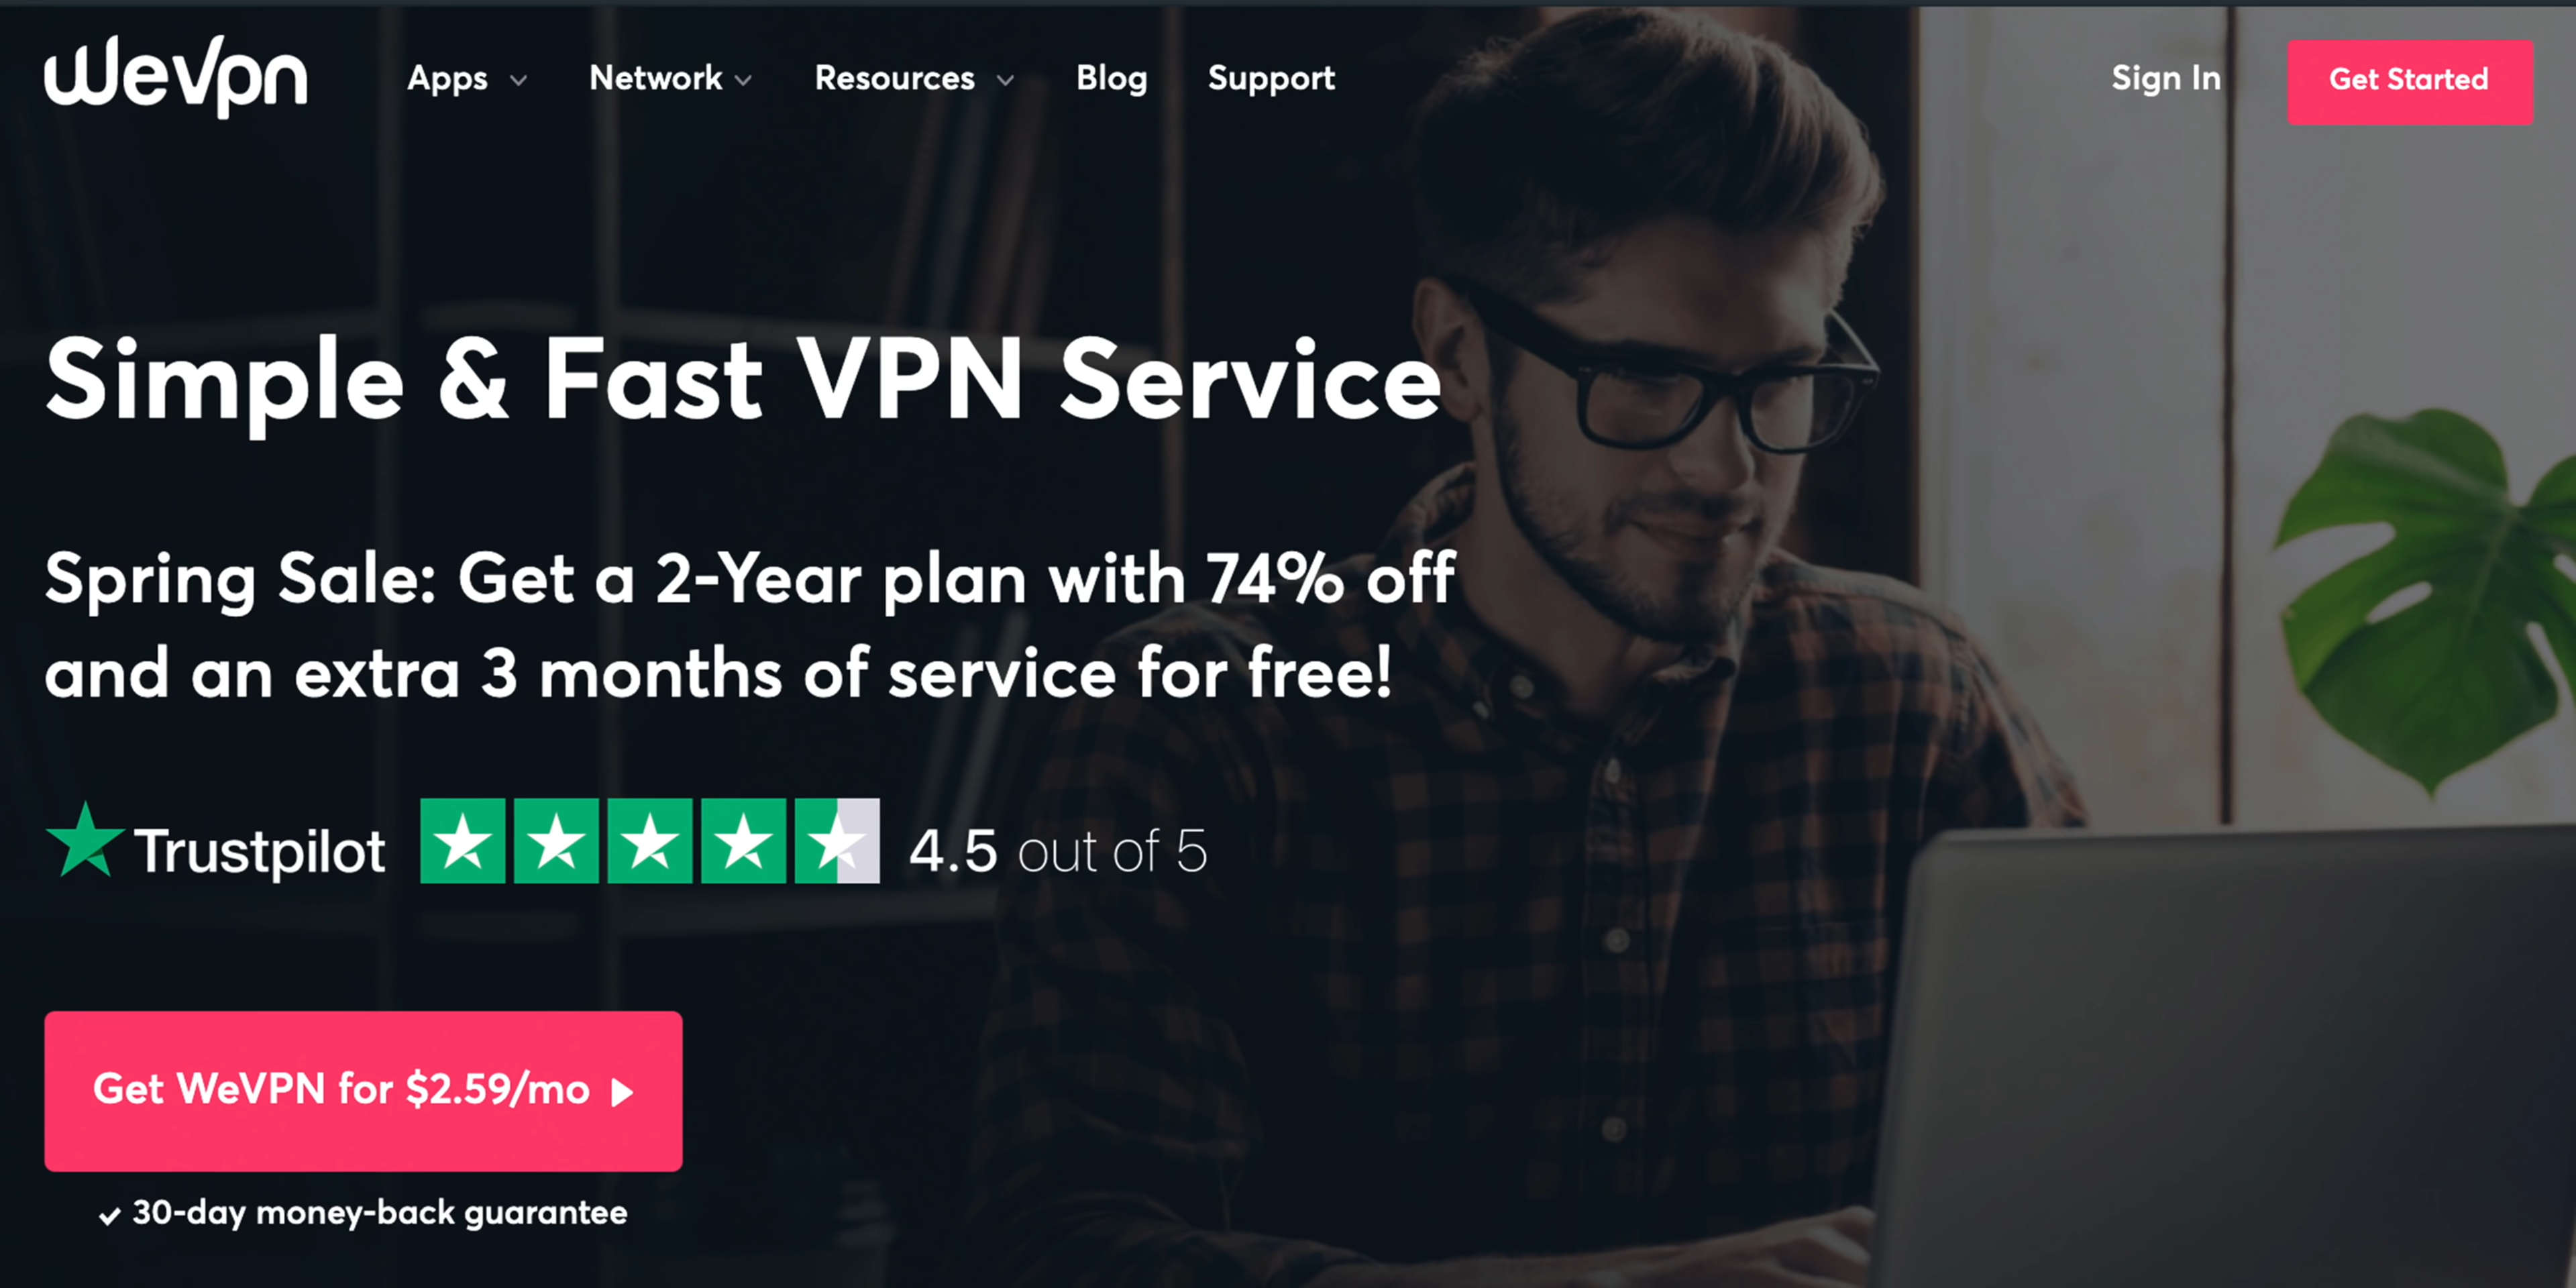 WeVpn
Apps
Network
Resources
Blog
Support
Sign In
Get Started
Simple & Fast VPN Service
Spring Sale: Get a 2-Year plan with 74% off
and an extra 3 months of service for free!
Trustpilot
4.5 out of 5
Get WeVPN for $2.59/mo
30-day money-back guarantee